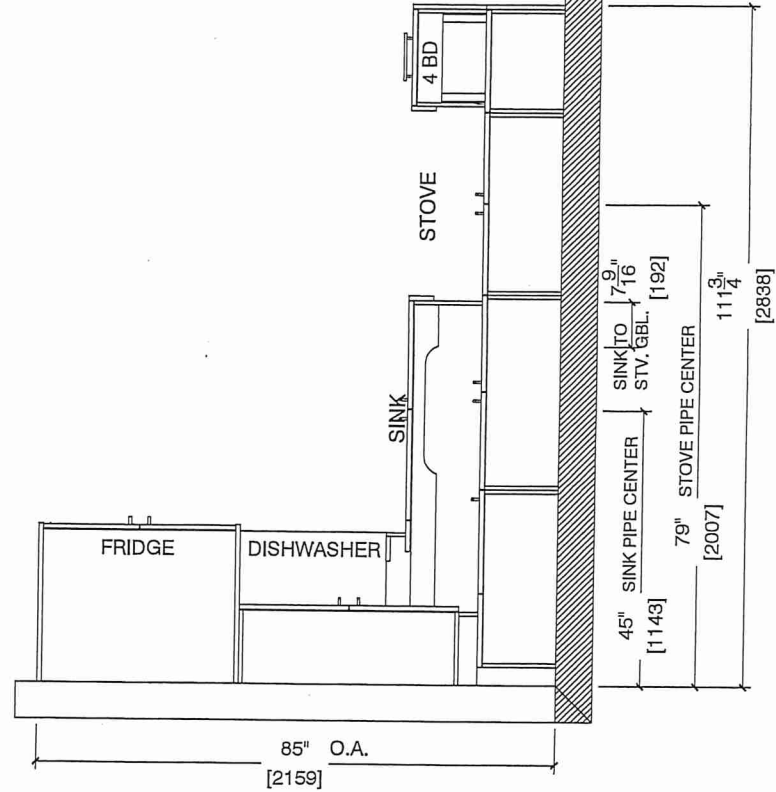 4 BD
STOVE
SINK
FRIDGE
DISHWASHER
7 9/16"
[192]
SINK TO
STV. GBL.
111 3/4"
[2838]
79" STOVE PIPE CENTER
[2007]
45" SINK PIPE CENTER
[1143]
85" O.A.
[2159]